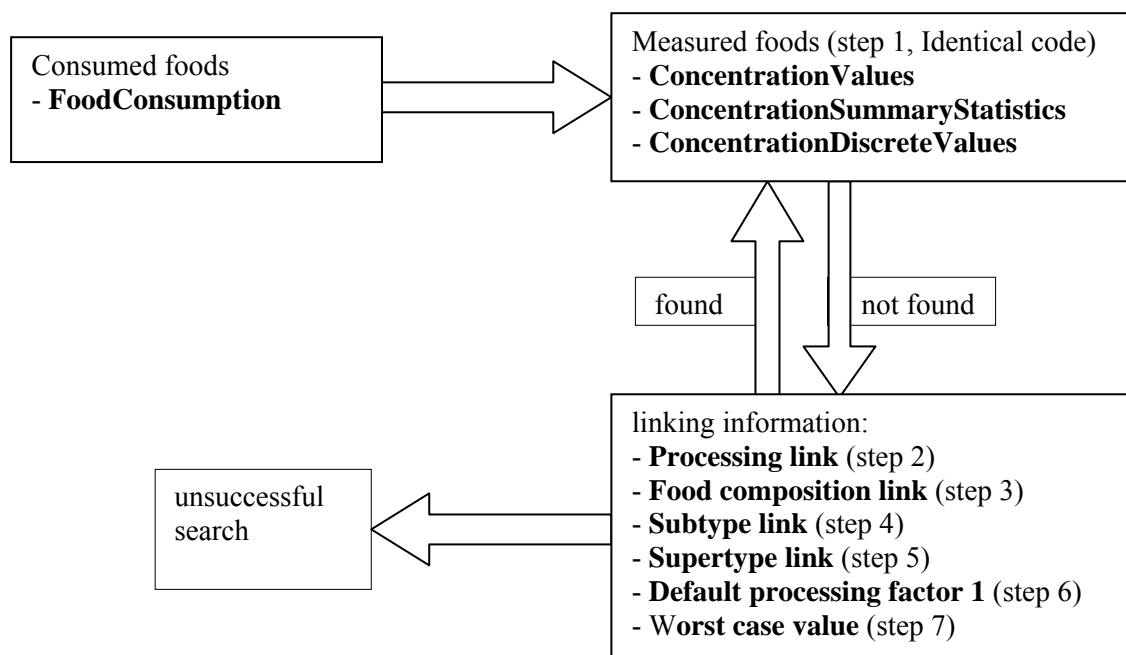 Consumed foods
- FoodConsumption
Measured foods (step 1, Identical code)
- ConcentrationValues
- ConcentrationSummaryStatistics
- ConcentrationDiscreteValues
found
not found
linking information:
- Processing link (step 2)
- Food composition link (step 3)
- Subtype link (step 4)
- Supertype link (step 5)
- Default processing factor 1 (step 6)
- Worst case value (step 7)
unsuccessful
search